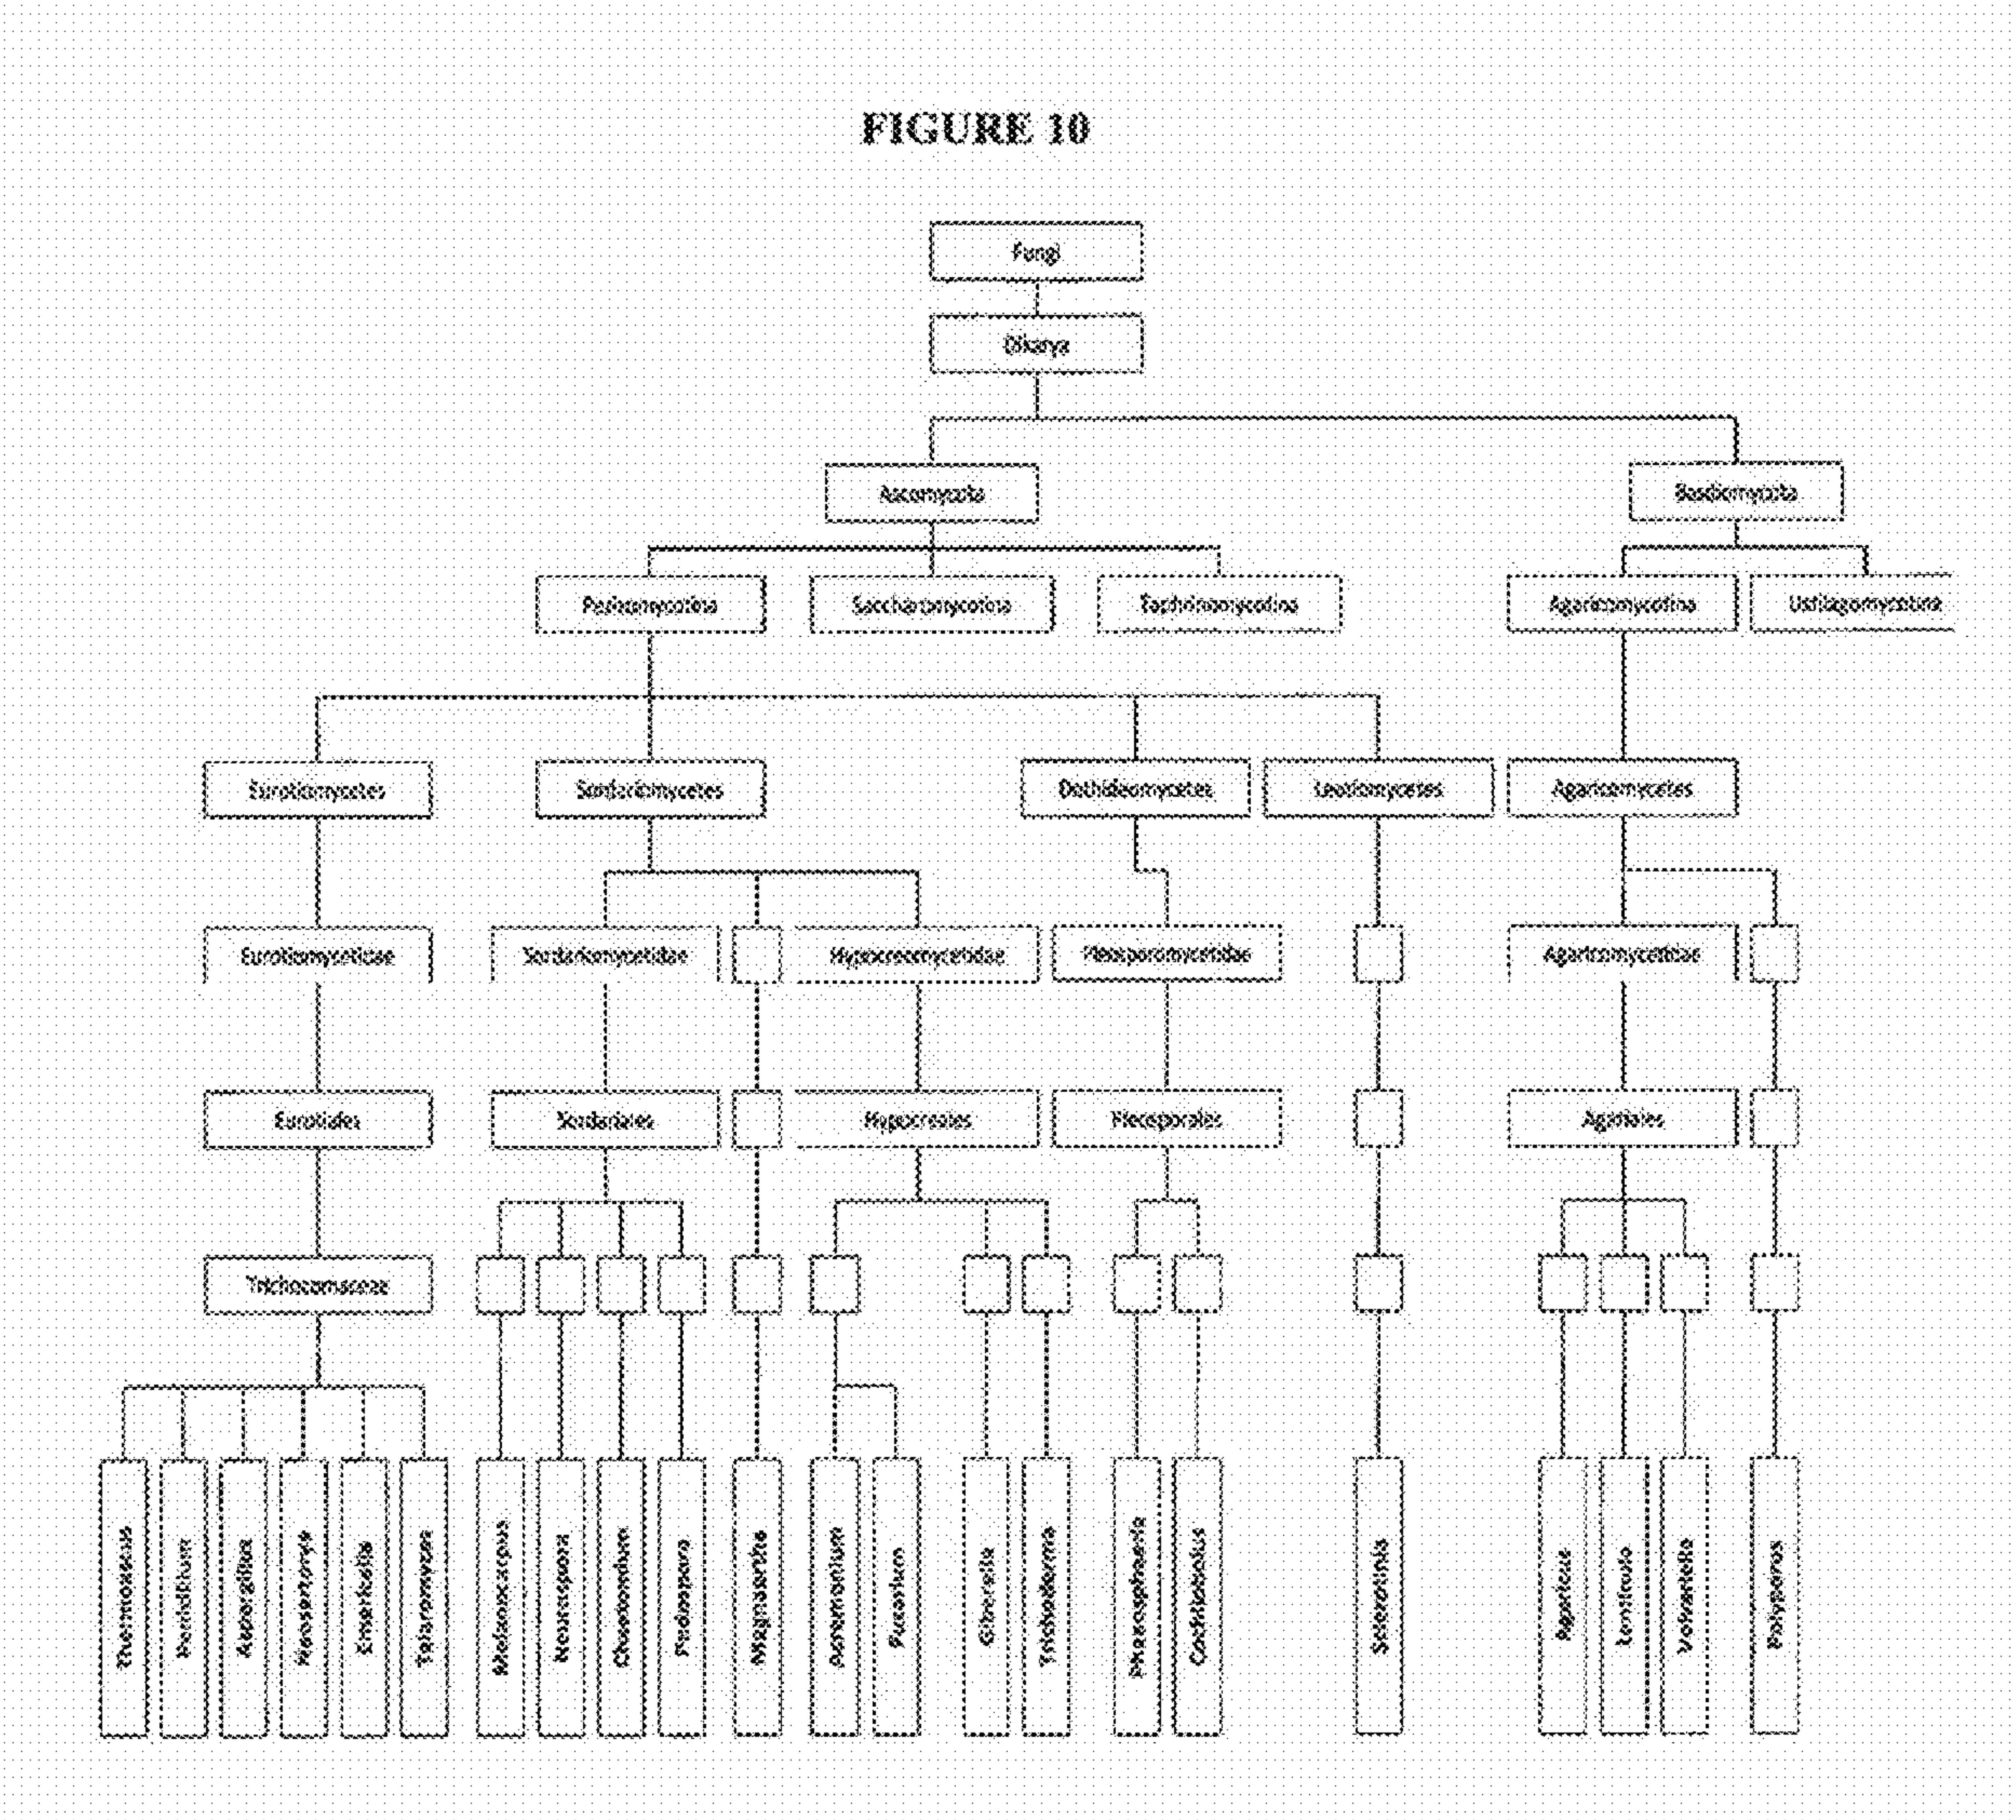 FIGURE 10
Fungi
Dikarya
Ascomycota
Basdiomycota
Pezizomycotina
Saccharomycotina
Taphrinomycotina
Agaricomycotina
Ustilagomycotina
Eurotiomycetes
Sordariomycetes
Dothideomycetes
Leotiomycetes
Agaricomycetes
Eurotiomycetidae
Sordariomycetidae
Hypocreomycetidae
Pleosporomycetidae
Agaricomycetidae
Eurotiales
Sordariales
Hypocreales
Pleosporales
Trichocomaceae
Thermoascus
Penicillium
Aspergillus
Neosartorya
Emericella
Talaromyces
Melanocarpus
Neurospora
Chaetomium
Podospora
Magnaporthe
Acremonium
Fusarium
Gibberella
Trichoderma
Phaeosphaeria
Cochliobolus
Sclerotinia
Agaricus
Lentinula
Volvariella
Polyporus